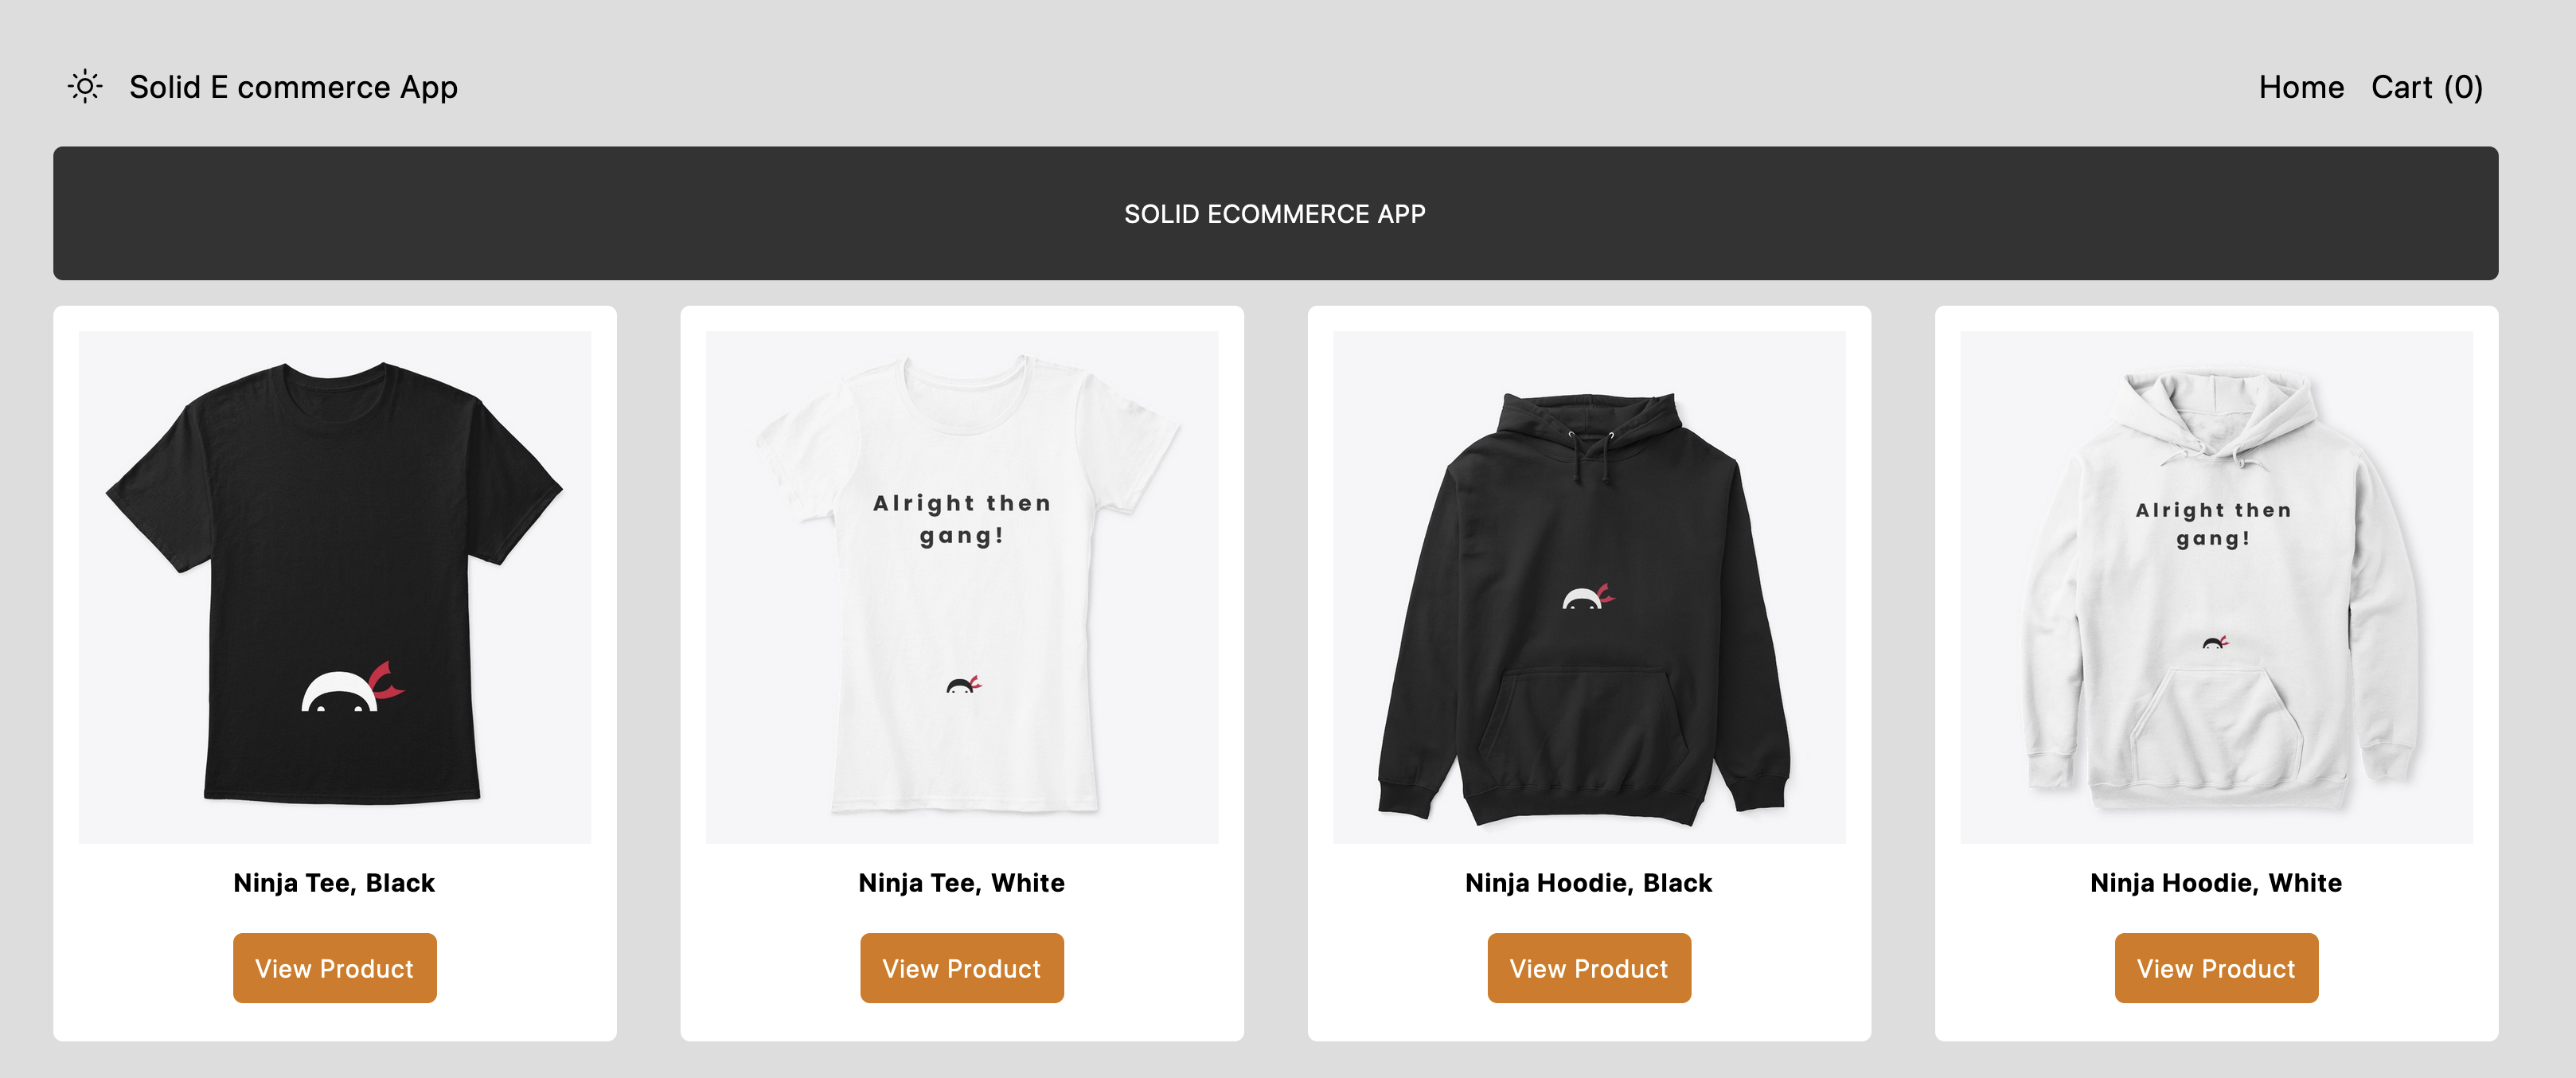 Solid E commerce App
Home Cart (0)
SOLID ECOMMERCE APP
Alright then
gang!
Alright then
gang!
Ninja Tee, Black
Ninja Tee, White
Ninja Hoodie, Black
Ninja Hoodie, White
View Product
View Product
View Product
View Product